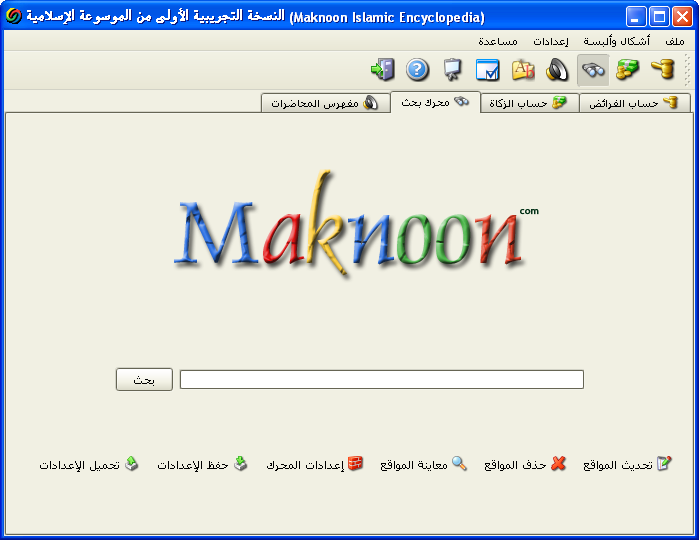 النسخة التجريبية الأولى من الموسوعة الإسلامية (Maknoon Islamic Encyclopedia)
ملف أشكال وألبسة إعدادات مساعدة
حساب الفرائض حساب الزكاة محرك بحث مفهرس المحاضرات
Maknoon com
بحث
تحديث المواقع حذف المواقع معاينة المواقع إعدادات المحرك حفظ الإعدادات تحميل الإعدادات